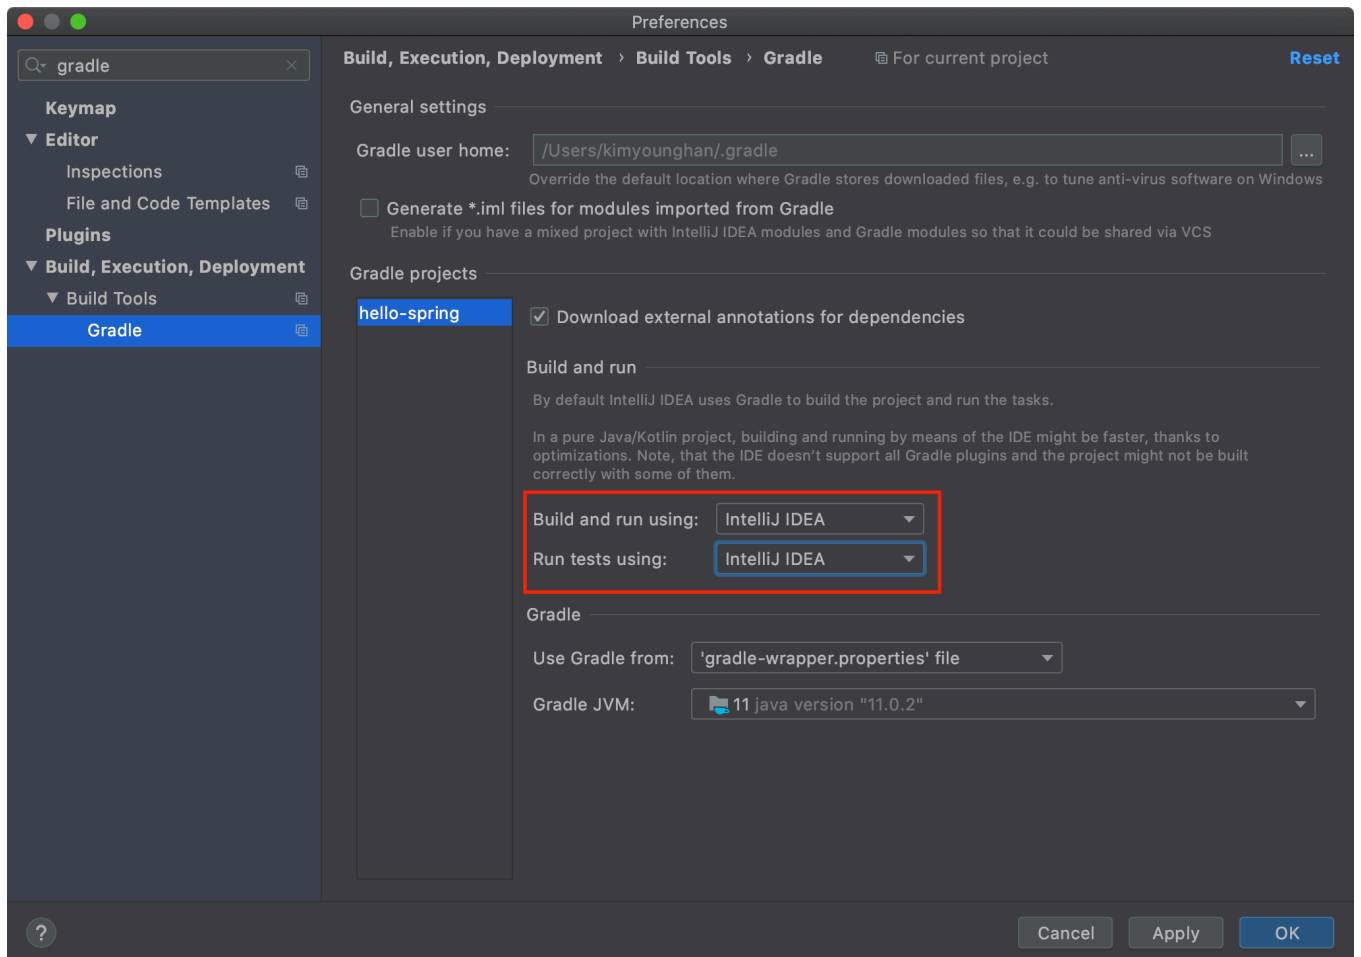 Preferences
gradle
Keymap
Editor
Inspections
File and Code Templates
Plugins
Build, Execution, Deployment
Build Tools
Gradle
Build, Execution, Deployment › Build Tools › Gradle
For current project
Reset
General settings
Gradle user home: /Users/kimyounghan/.gradle ...
Override the default location where Gradle stores downloaded files, e.g. to tune anti-virus software on Windows
Generate *.iml files for modules imported from Gradle
Enable if you have a mixed project with IntelliJ IDEA modules and Gradle modules so that it could be shared via VCS
Gradle projects
hello-spring
Download external annotations for dependencies
Build and run
By default IntelliJ IDEA uses Gradle to build the project and run the tasks.
In a pure Java/Kotlin project, building and running by means of the IDE might be faster, thanks to
optimizations. Note, that the IDE doesn't support all Gradle plugins and the project might not be built
correctly with some of them.
Build and run using: IntelliJ IDEA
Run tests using: IntelliJ IDEA
Gradle
Use Gradle from: 'gradle-wrapper.properties' file
Gradle JVM: 11 java version "11.0.2"
?
Cancel
Apply
OK